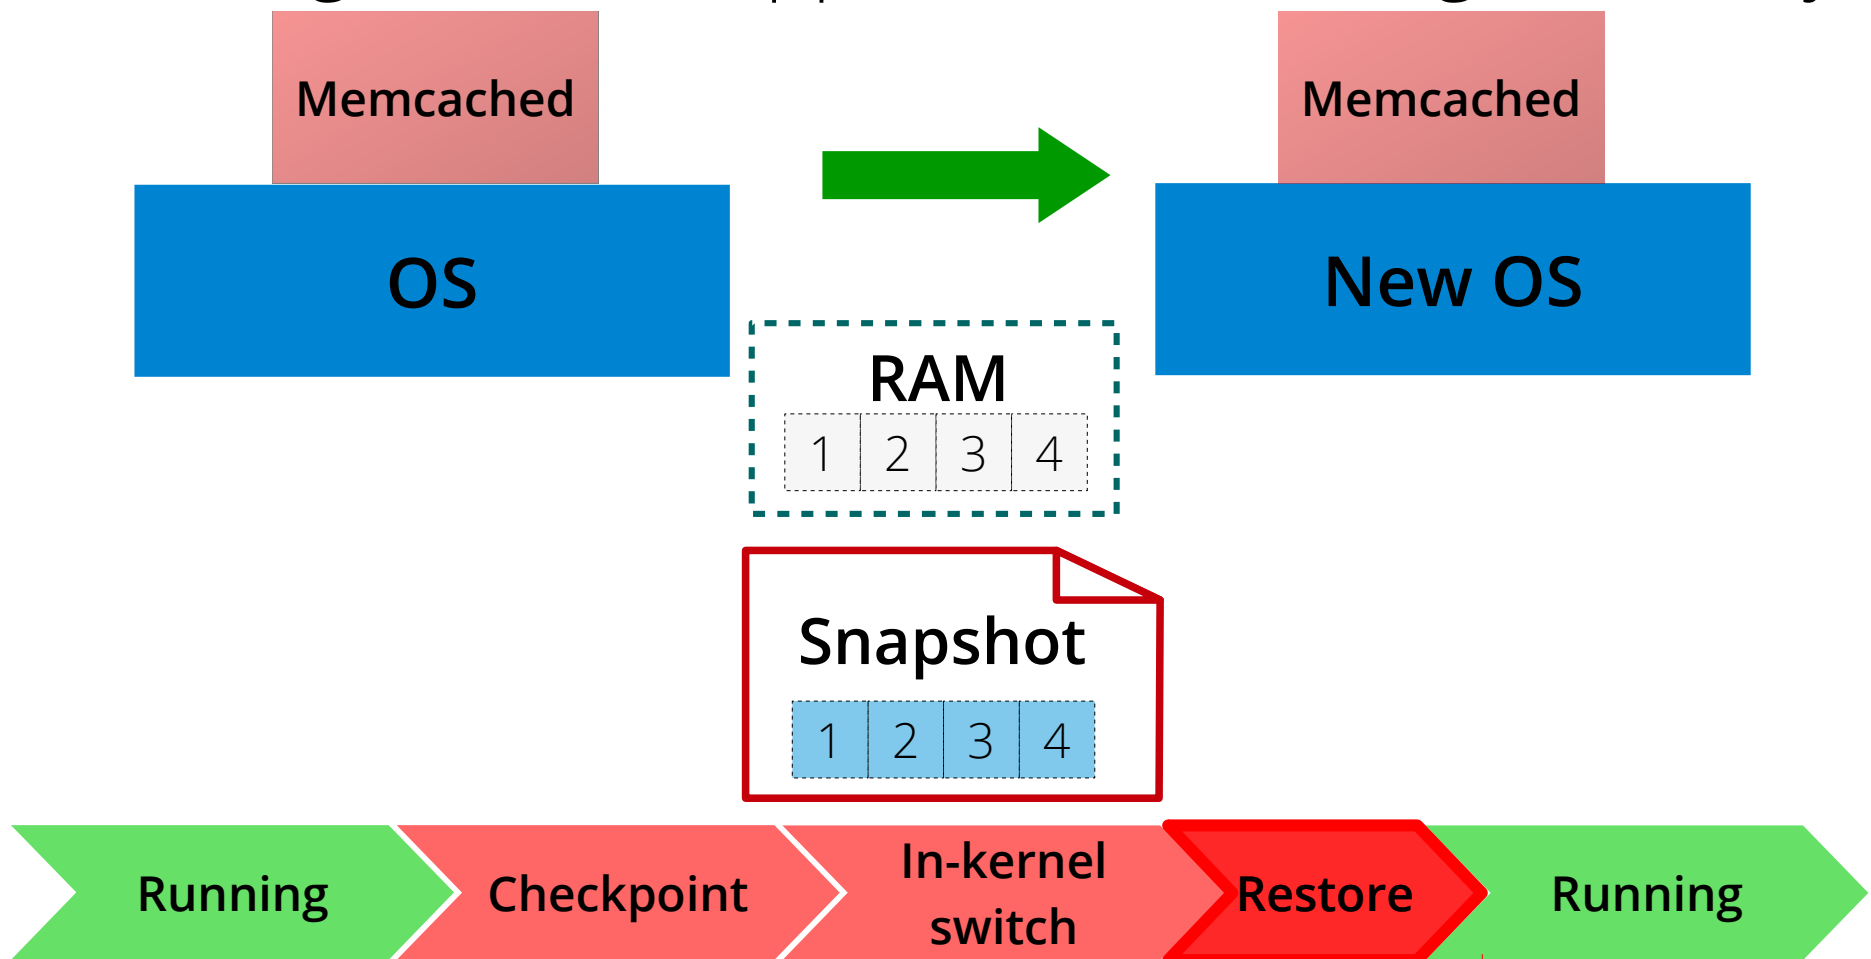 Memcached
Memcached
OS
New OS
RAM
1 2 3 4
Snapshot
1 2 3 4
Running
Checkpoint
In-kernel
switch
Restore
Running